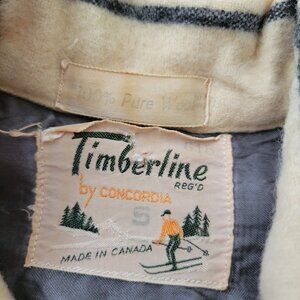 100% Pure Wool
Timberline
REG'D
by CONCORDIA
S
MADE IN CANADA